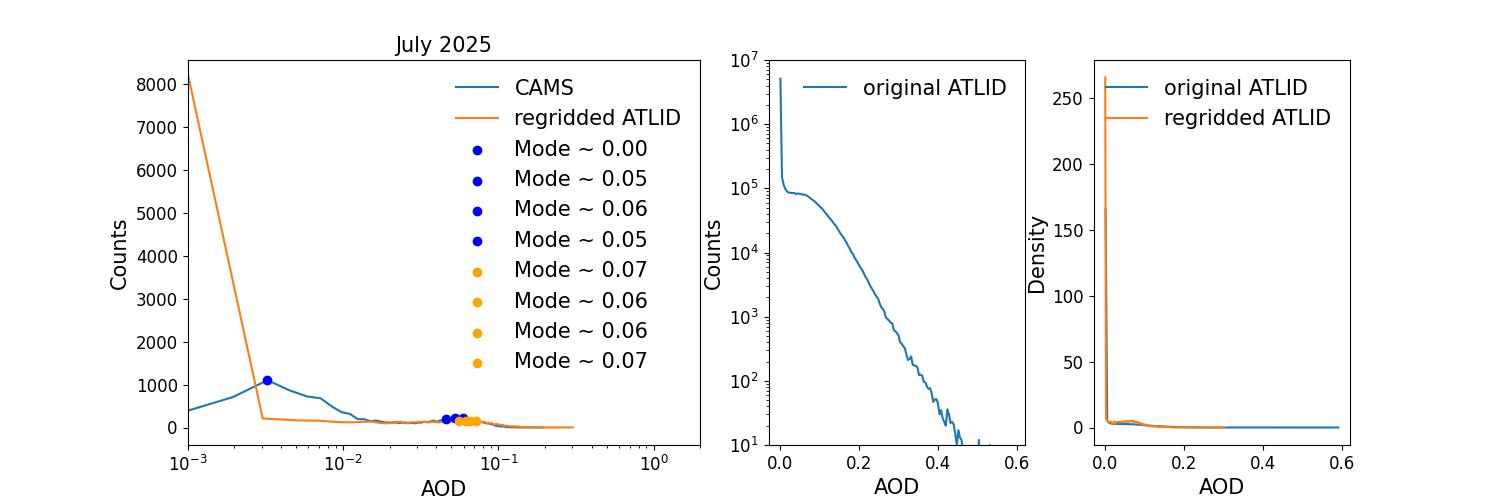 July 2025
Counts
8000
7000
6000
5000
4000
3000
2000
1000
0
10⁻³
10⁻²
10⁻¹
10⁰
AOD
CAMS
regridded ATLID
Mode ~ 0.00
Mode ~ 0.05
Mode ~ 0.06
Mode ~ 0.05
Mode ~ 0.07
Mode ~ 0.06
Mode ~ 0.06
Mode ~ 0.07
Counts
10⁷
10⁶
10⁵
10⁴
10³
10²
10¹
0.0
0.2
0.4
0.6
AOD
original ATLID
Density
250
200
150
100
50
0
0.0
0.2
0.4
0.6
AOD
original ATLID
regridded ATLID